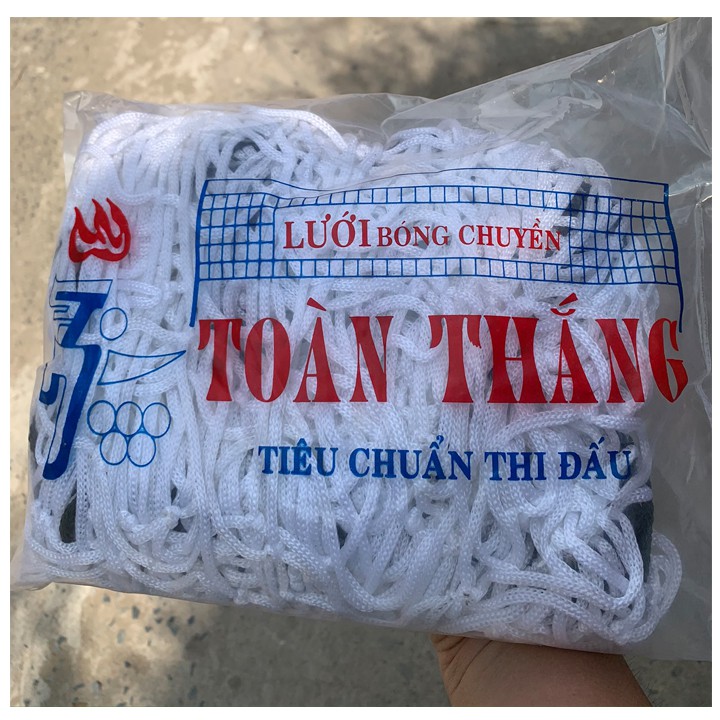 LƯỚI BÓNG CHUYỀN
TOÀN THẮNG
TIÊU CHUẨN THI ĐẤU